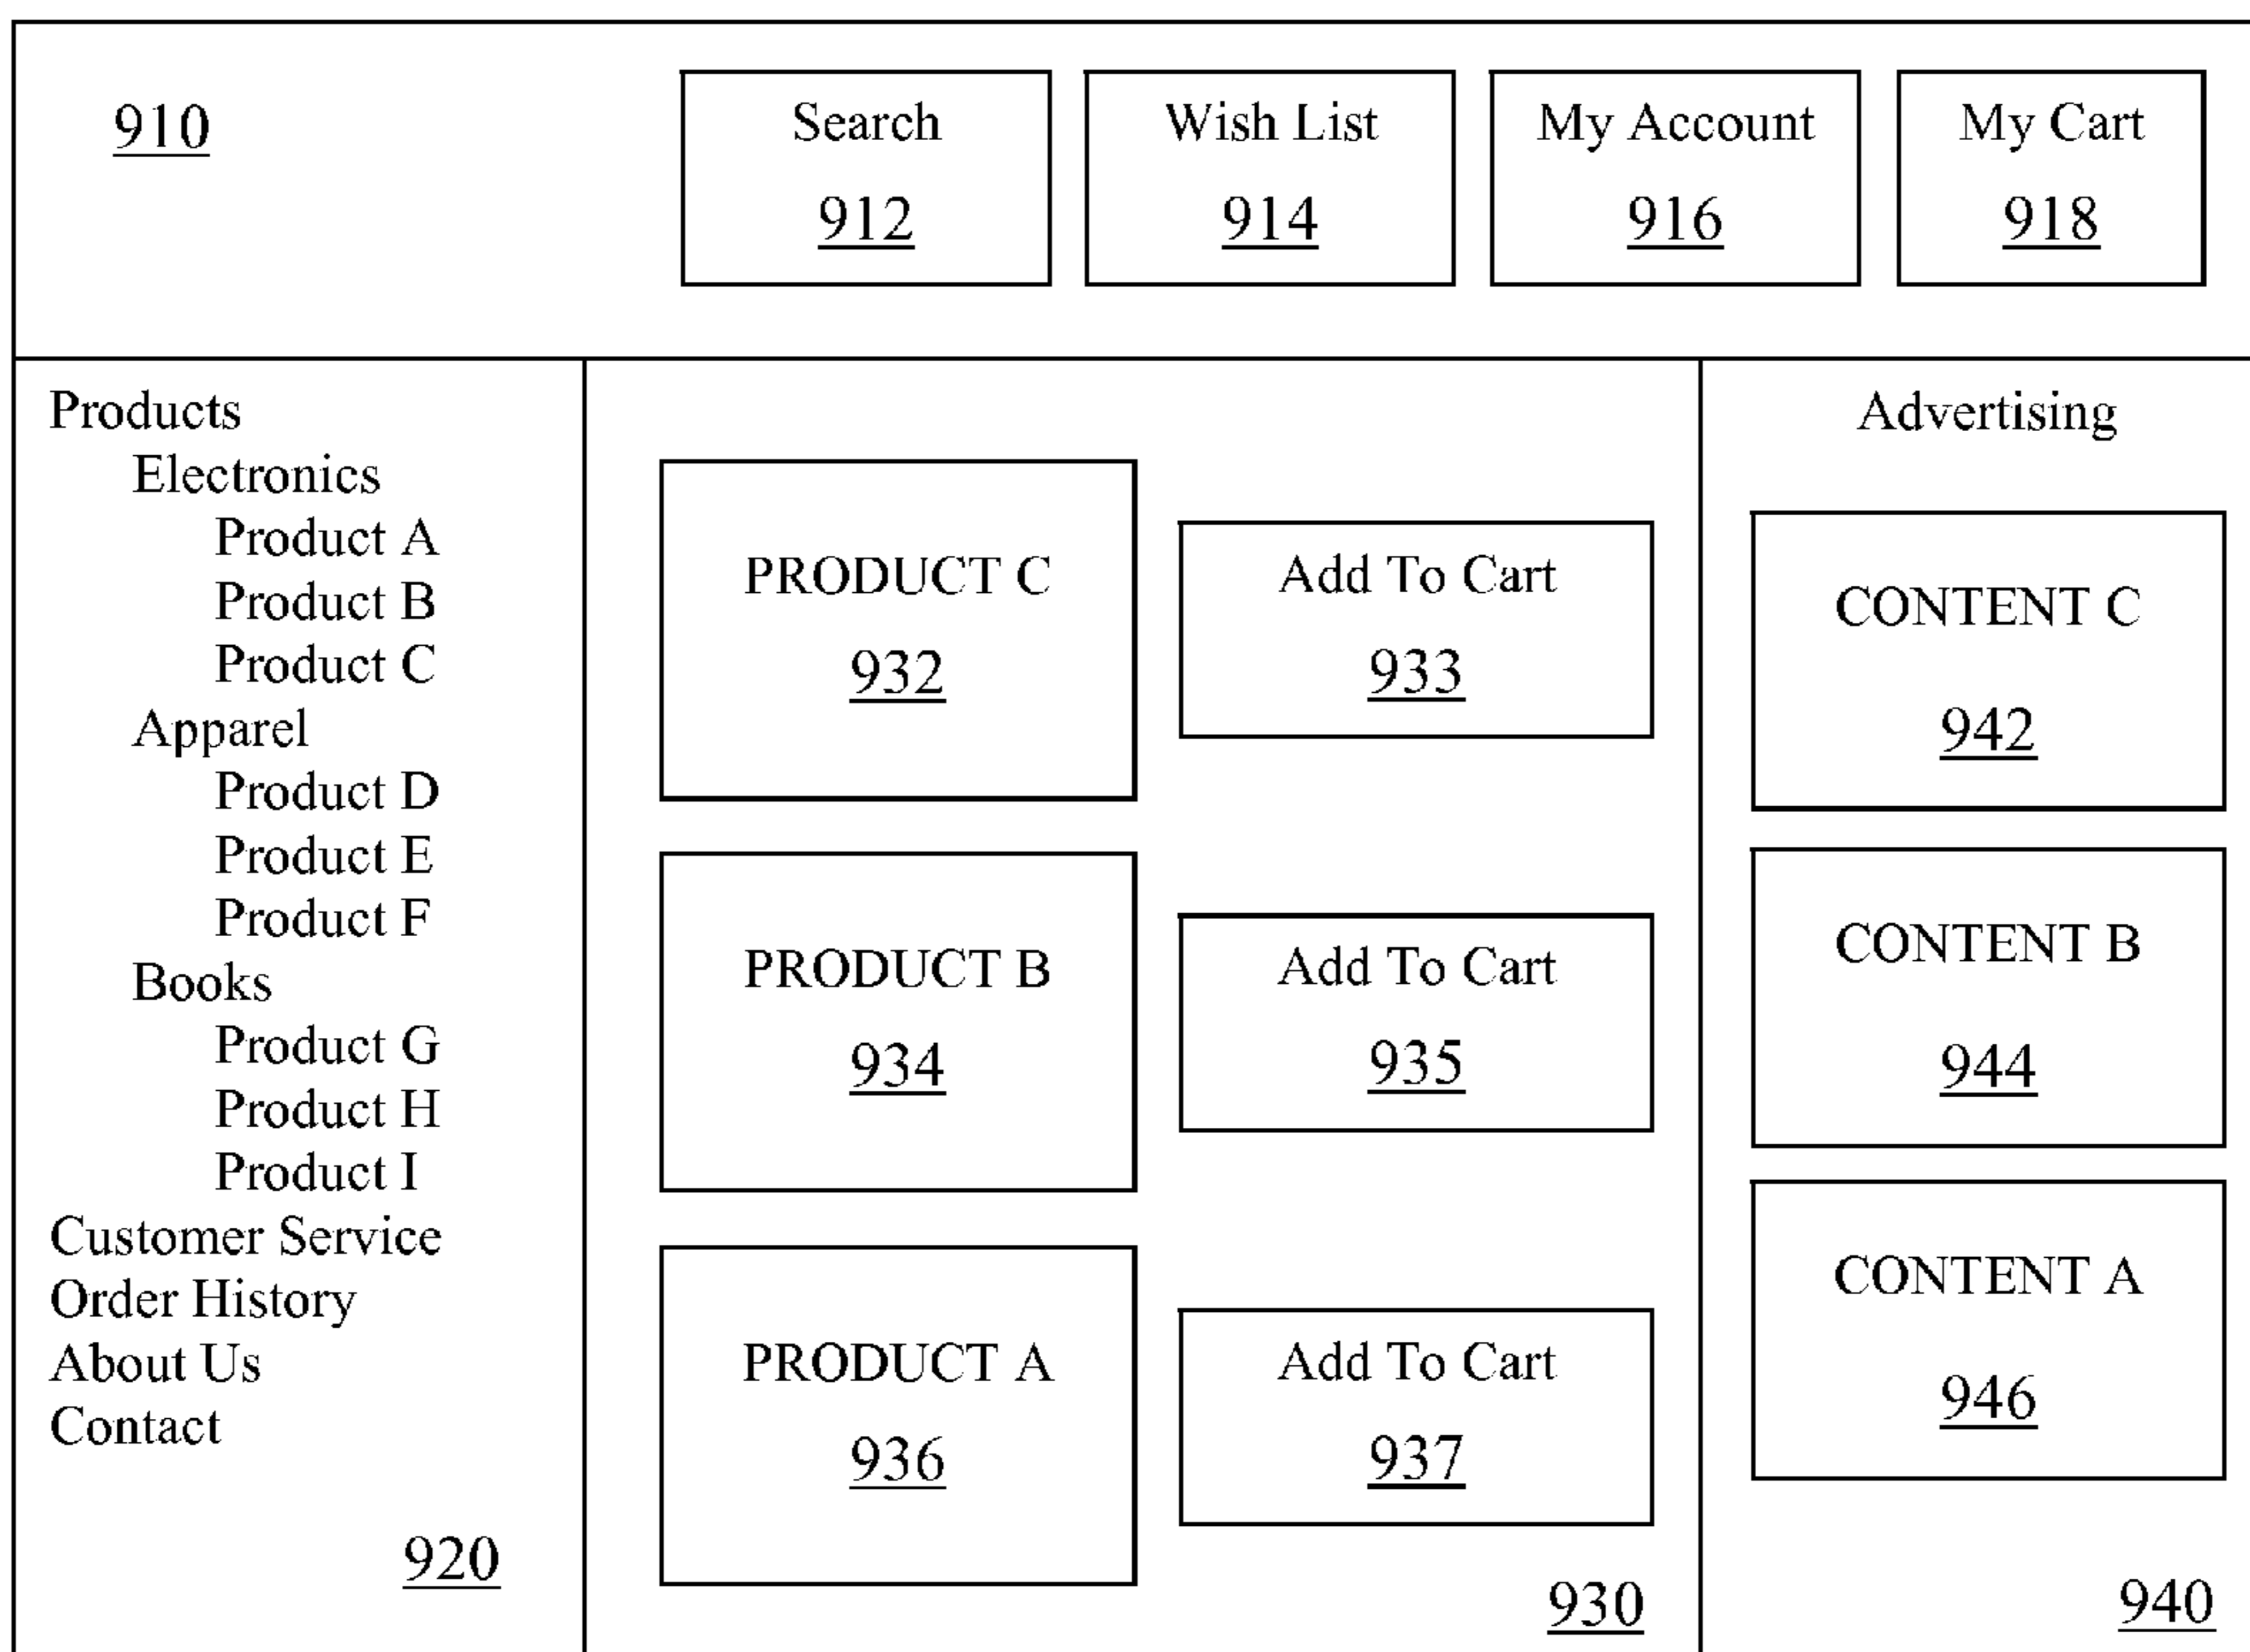 910
Search
912
Wish List
914
My Account
916
My Cart
918
Products
Electronics
Product A
Product B
Product C
Apparel
Product D
Product E
Product F
Books
Product G
Product H
Product I
Customer Service
Order History
About Us
Contact
920
PRODUCT C
932
Add To Cart
933
PRODUCT B
934
Add To Cart
935
PRODUCT A
936
Add To Cart
937
930
Advertising
CONTENT C
942
CONTENT B
944
CONTENT A
946
940